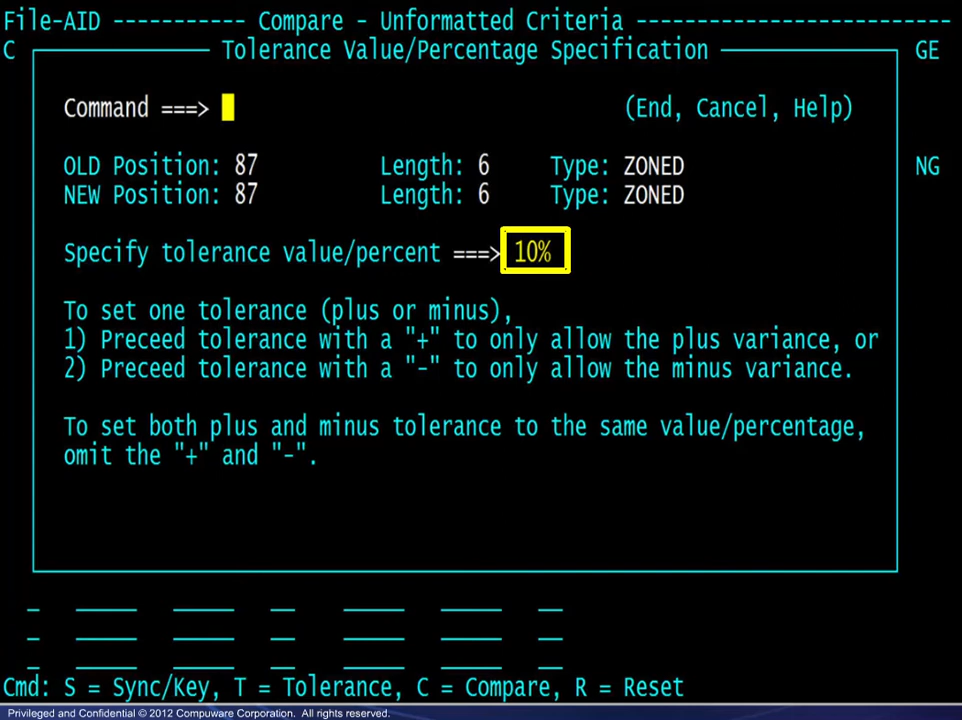 File-AID ----------- Compare - Unformatted Criteria --------------------------
C Tolerance Value/Percentage Specification GE
Command ===> (End, Cancel, Help)
OLD Position: 87 Length: 6 Type: ZONED NG
NEW Position: 87 Length: 6 Type: ZONED
Specify tolerance value/percent ===> 10%
To set one tolerance (plus or minus),
1) Preceed tolerance with a "+" to only allow the plus variance, or
2) Preceed tolerance with a "-" to only allow the minus variance.
To set both plus and minus tolerance to the same value/percentage,
omit the "+" and "-".
Cmd: S = Sync/Key, T = Tolerance, C = Compare, R = Reset
Privileged and Confidential © 2012 Compuware Corporation. All rights reserved.